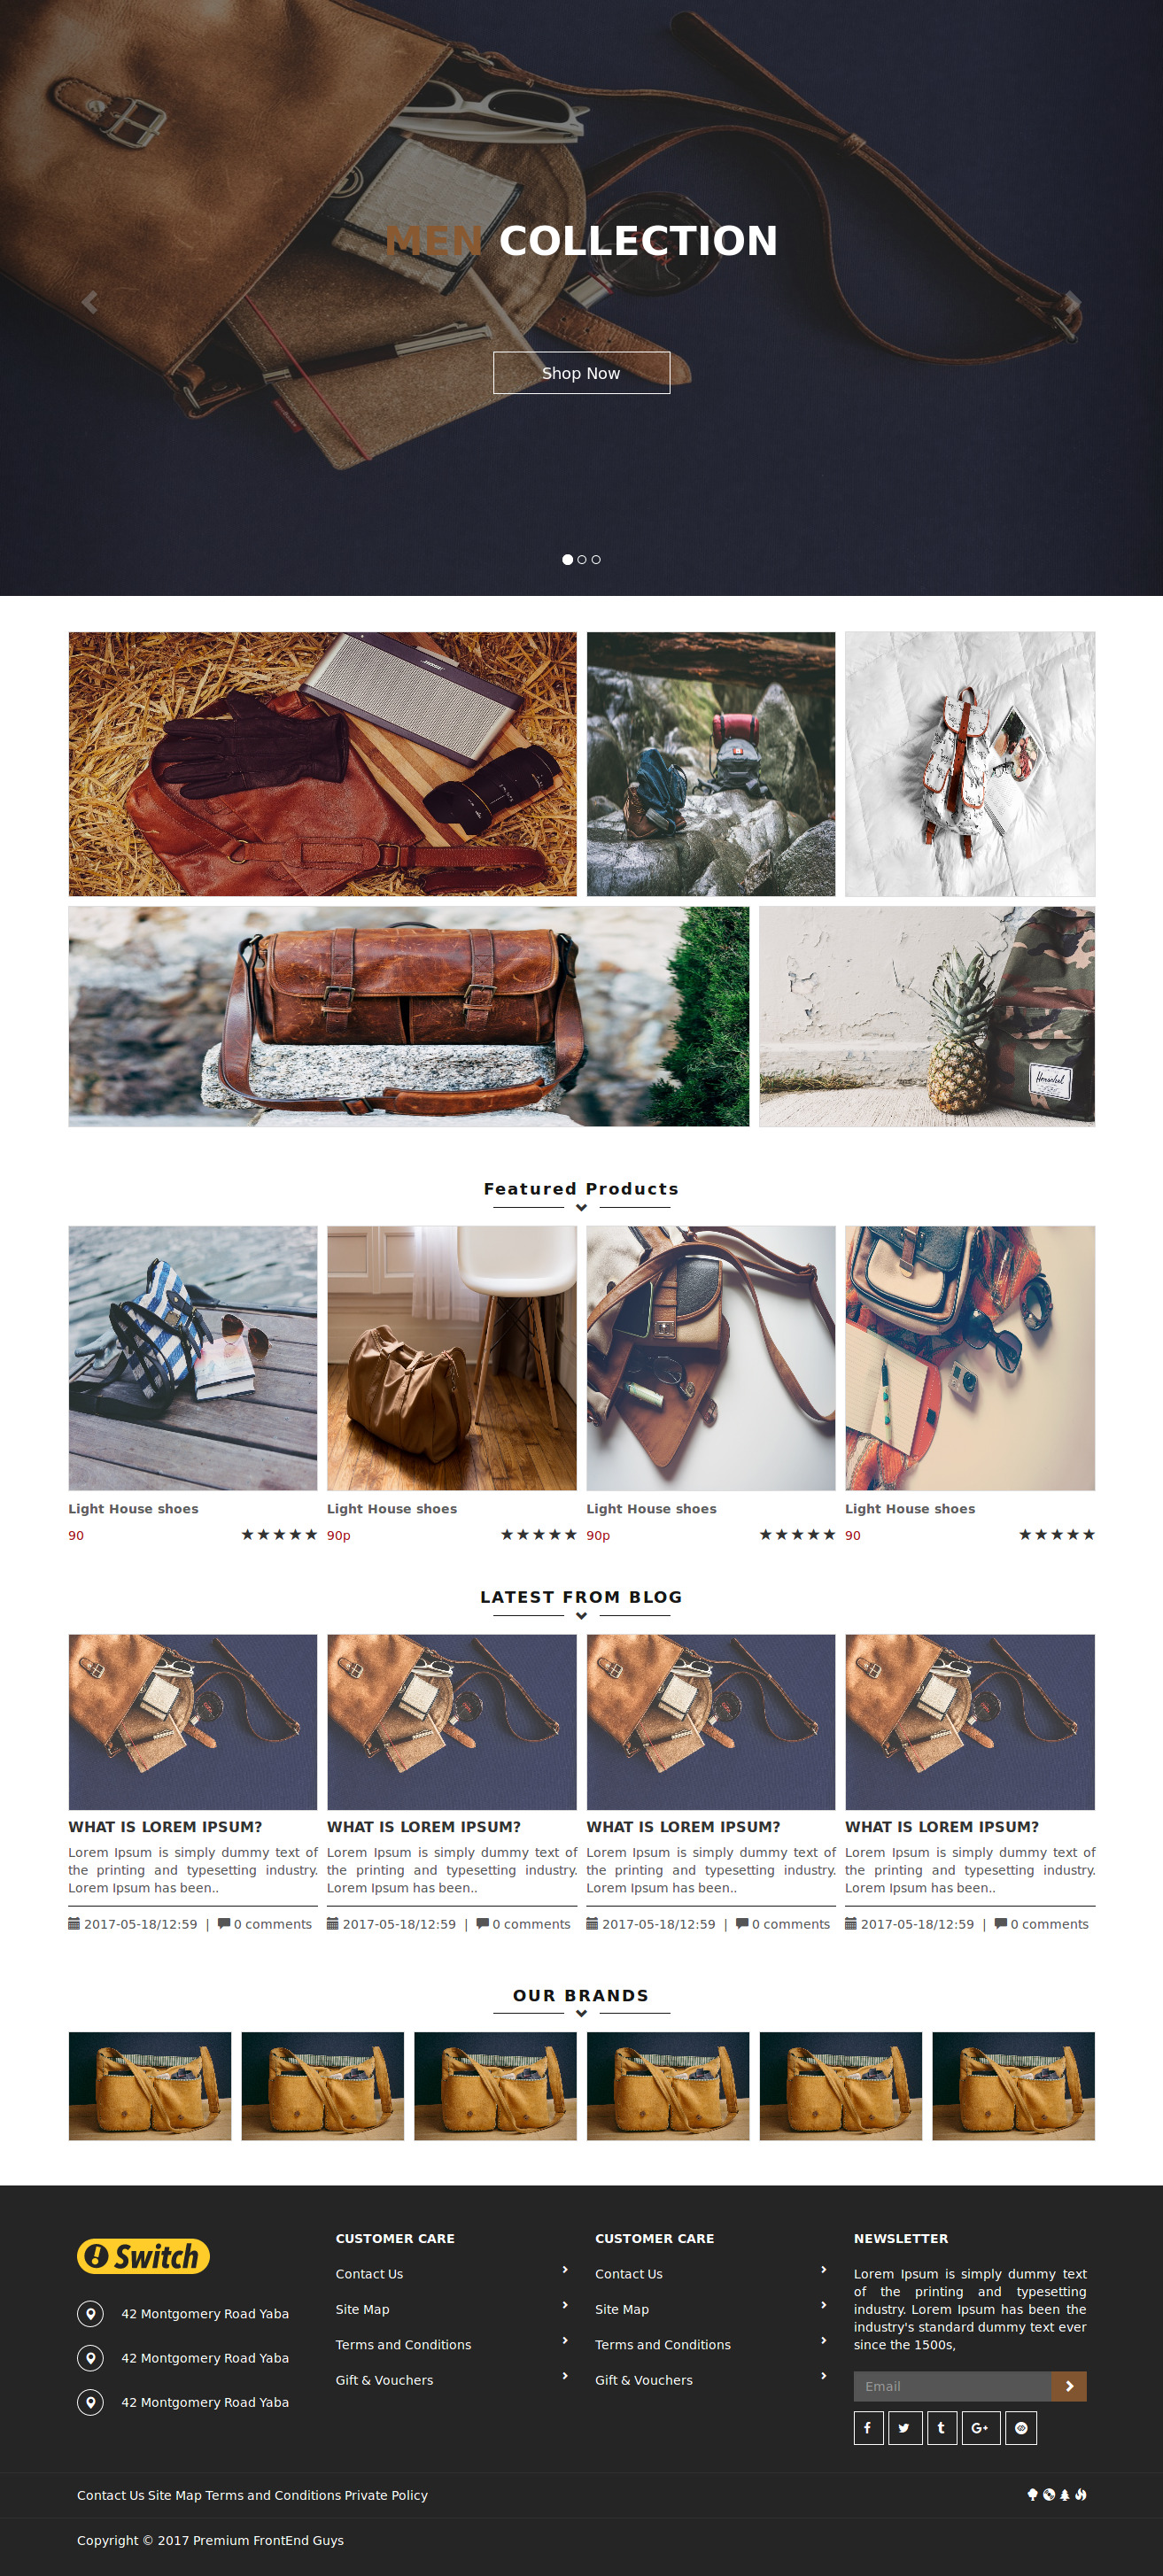 MEN COLLECTION
Shop Now
BOSE
Herschel
Featured Products
Light House shoes
Light House shoes
Light House shoes
Light House shoes
90
90p
90p
90
LATEST FROM BLOG
WHAT IS LOREM IPSUM?
Lorem Ipsum is simply dummy text of
the printing and typesetting industry.
Lorem Ipsum has been..
2017-05-18/12:59 | 0 comments
WHAT IS LOREM IPSUM?
Lorem Ipsum is simply dummy text of
the printing and typesetting industry.
Lorem Ipsum has been..
2017-05-18/12:59 | 0 comments
WHAT IS LOREM IPSUM?
Lorem Ipsum is simply dummy text of
the printing and typesetting industry.
Lorem Ipsum has been..
2017-05-18/12:59 | 0 comments
WHAT IS LOREM IPSUM?
Lorem Ipsum is simply dummy text of
the printing and typesetting industry.
Lorem Ipsum has been..
2017-05-18/12:59 | 0 comments
OUR BRANDS
Switch
42 Montgomery Road Yaba
42 Montgomery Road Yaba
42 Montgomery Road Yaba
CUSTOMER CARE
Contact Us
Site Map
Terms and Conditions
Gift & Vouchers
CUSTOMER CARE
Contact Us
Site Map
Terms and Conditions
Gift & Vouchers
NEWSLETTER
Lorem Ipsum is simply dummy text
of the printing and typesetting
industry. Lorem Ipsum has been the
industry's standard dummy text ever
since the 1500s,
Email
Contact Us Site Map Terms and Conditions Private Policy
Copyright © 2017 Premium FrontEnd Guys